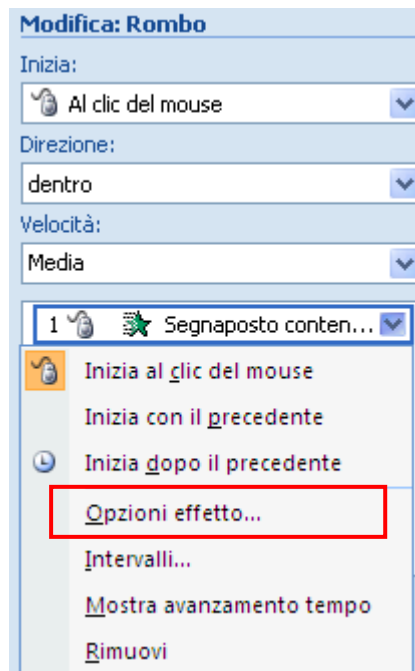 Modifica: Rombo
Inizia:
Al clic del mouse
Direzione:
dentro
Velocità:
Media
1 Segnaposto conten...
Inizia al clic del mouse
Inizia con il precedente
Inizia dopo il precedente
Opzioni effetto...
Intervalli...
Mostra avanzamento tempo
Rimuovi